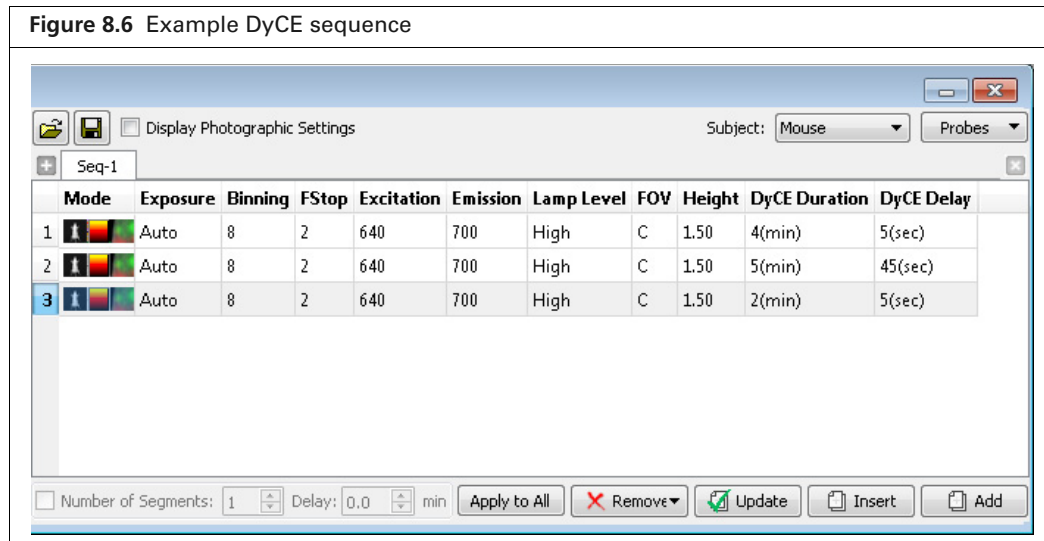 Figure 8.6 Example DyCE sequence
Display Photographic Settings Subject: Mouse Probes
Seq-1
Mode Exposure Binning FStop Excitation Emission Lamp Level FOV Height DyCE Duration DyCE Delay
1 Auto 8 2 640 700 High C 1.50 4(min) 5(sec)
2 Auto 8 2 640 700 High C 1.50 5(min) 45(sec)
3 Auto 8 2 640 700 High C 1.50 2(min) 5(sec)
Number of Segments: 1 Delay: 0.0 min Apply to All Remove Update Insert Add